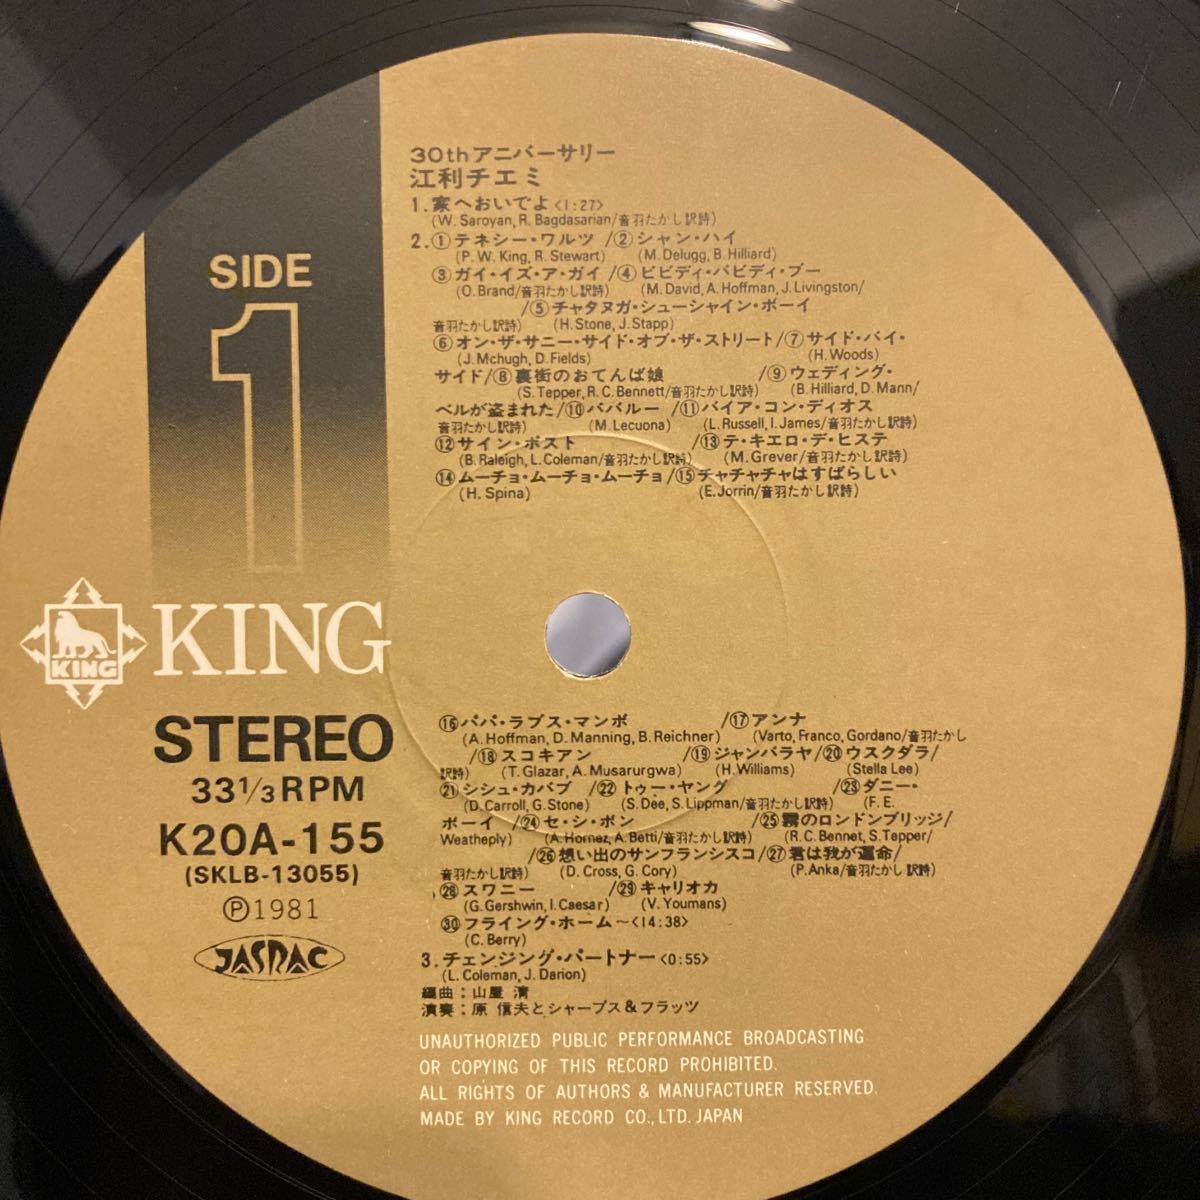 30thアニバーサリー
江利チエミ
1.家へおいでよ<1:27>
(W. Saroyan, R. Bagdasarian/音羽たかし訳詩)
2.①テネシー・ワルツ /②シャン・ハイ
(P. W. King, R. Stewart) (M. Delugg, B. Hilliard)
③ガイ・イズ・ア・ガイ/④ビビディ・バビディ・ブー
(O. Brand/音羽たかし訳詩) (M. David, A. Hoffman, J. Livingston/
/⑤チャタヌガ・シューシャイン・ボーイ
音羽たかし訳詩) (H. Stone, J. Stapp)
⑥オン・ザ・サニー・サイド・オブ・ザ・ストリート/⑦サイド・バイ・
(J. Mchugh, D. Fields) (H. Woods)
サイド/⑧裏街のおてんば娘 /⑨ウェディング・
(S. Tepper, R. C. Bennett/音羽たかし訳詩) (B. Hilliard, D. Mann/
ベルが盗まれた/⑩ババルー/⑪バイア・コン・ディオス
音羽たかし訳詩) (M. Lecuona) (L. Russell, I. James/音羽たかし訳詩)
⑫サイン・ポスト /⑬テ・キエロ・デ・ヒステ
(B. Raleigh, L. Coleman/音羽たかし訳詩) (M. Grever/音羽たかし訳詩)
⑭ムーチョ・ムーチョ・ムーチョ/⑮チャチャチャはすばらしい
(H. Spina) (E. Jorrin/音羽たかし訳詩)
SIDE
1
KING
KING
STEREO
33 1/3 RPM
K20A-155
(SKLB-13055)
Ⓟ1981
JASRAC
⑯パパ・ラブス・マンボ /⑰アンナ
(A. Hoffman, D. Manning, B. Reichner) (Varto, Franco, Gordano/音羽たかし
/⑱スコキアン /⑲ジャンバラヤ/⑳ウスクダラ/
訳詩) (T. Glazar, A. Musarurgwa) (H. Williams) (Stella Lee)
㉑シシュ・カバブ /㉒トゥー・ヤング /㉓ダニー・
(D. Carroll, G. Stone) (S. Dee, S. Lippman/音羽たかし訳詩) (F. E.
ボーイ /㉔セ・シ・ボン /㉕霧のロンドンブリッジ/
Weatheply) (A. Hornez, A. Betti/音羽たかし訳詩) (R. C. Bennet, S. Tepper/
/㉖想い出のサンフランシスコ/㉗君は我が運命/
音羽たかし訳詩) (D. Cross, G. Cory) (P. Anka/音羽たかし訳詩)
㉘スワニー /㉙キャリオカ
(G. Gershwin, I. Caesar) (V. Youmans)
㉚フライング・ホーム〜<14:38>
(C. Berry)
3.チェンジング・パートナー<0:55>
(L. Coleman, J. Darion)
編曲:山屋 清
演奏:原 信夫とシャープス&フラッツ
UNAUTHORIZED PUBLIC PERFORMANCE BROADCASTING
OR COPYING OF THIS RECORD PROHIBITED.
ALL RIGHTS OF AUTHORS & MANUFACTURER RESERVED.
MADE BY KING RECORD CO., LTD. JAPAN